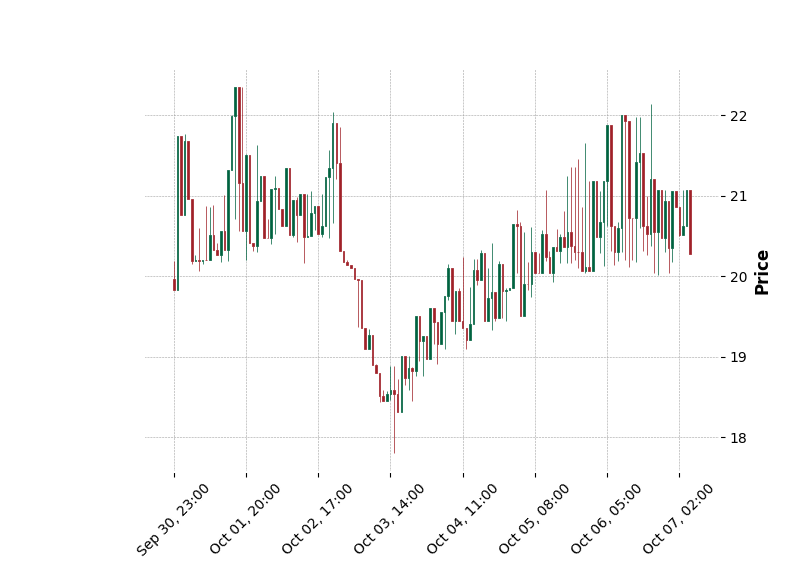 22
21
20
19
18
Price
Sep 30, 23:00
Oct 01, 20:00
Oct 02, 17:00
Oct 03, 14:00
Oct 04, 11:00
Oct 05, 08:00
Oct 06, 05:00
Oct 07, 02:00